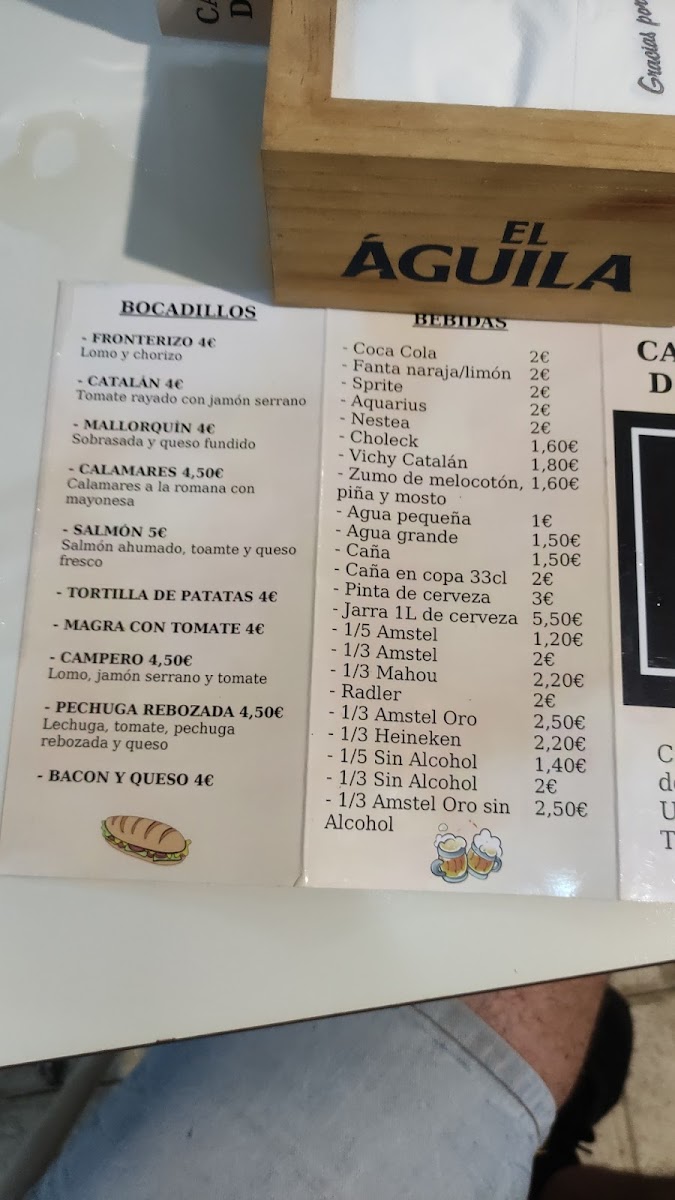 CA
D
Gracias por
EL
ÁGUILA
BOCADILLOS
- FRONTERIZO 4€
Lomo y chorizo
- CATALÁN 4€
Tomate rayado con jamón serrano
- MALLORQUÍN 4€
Sobrasada y queso fundido
- CALAMARES 4,50€
Calamares a la romana con
mayonesa
- SALMÓN 5€
Salmón ahumado, toamte y queso
fresco
- TORTILLA DE PATATAS 4€
- MAGRA CON TOMATE 4€
- CAMPERO 4,50€
Lomo, jamón serrano y tomate
- PECHUGA REBOZADA 4,50€
Lechuga, tomate, pechuga
rebozada y queso
- BACON Y QUESO 4€
BEBIDAS
- Coca Cola 2€
- Fanta naraja/limón 2€
- Sprite 2€
- Aquarius 2€
- Nestea 2€
- Choleck 1,60€
- Vichy Catalán 1,80€
- Zumo de melocotón, 1,60€
piña y mosto
- Agua pequeña 1€
- Agua grande 1,50€
- Caña 1,50€
- Caña en copa 33cl 2€
- Pinta de cerveza 3€
- Jarra 1L de cerveza 5,50€
- 1/5 Amstel 1,20€
- 1/3 Amstel 2€
- 1/3 Mahou 2,20€
- Radler 2€
- 1/3 Amstel Oro 2,50€
- 1/3 Heineken 2,20€
- 1/5 Sin Alcohol 1,40€
- 1/3 Sin Alcohol 2€
- 1/3 Amstel Oro sin 2,50€
Alcohol
CA
D
C
d
U
T